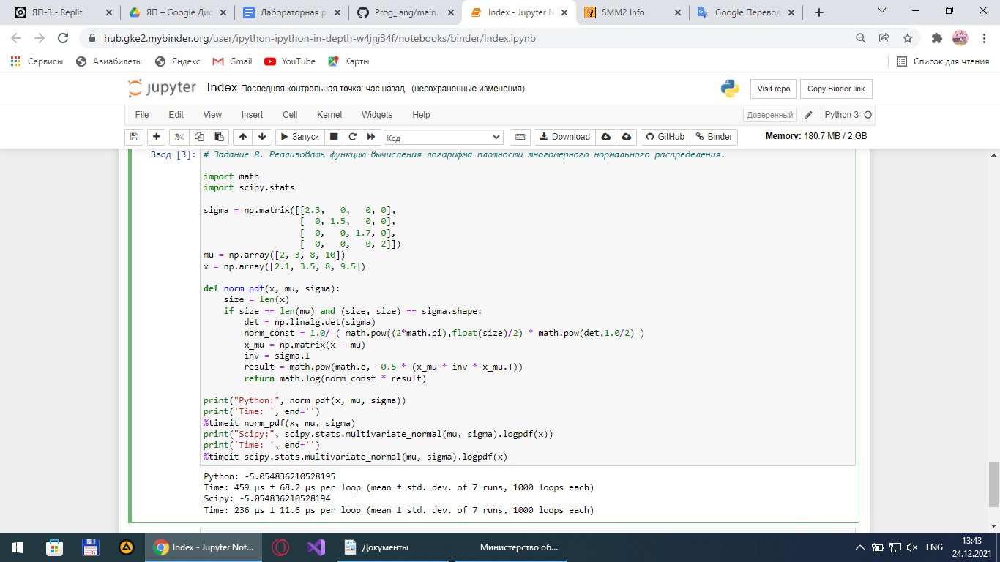 ЯП-3 - Replit
ЯП – Google Дис
Лабораторная р
Prog_lang/main.i
Index - Jupyter N
SMM2 Info
Google Перевод
hub.gke2.mybinder.org/user/ipython-ipython-in-depth-w4jnj34f/notebooks/binder/Index.ipynb
Сервисы
Авиабилеты
Яндекс
Gmail
YouTube
Карты
Список для чтения
jupyter Index Последняя контрольная точка: час назад (несохраненные изменения)
Visit repo
Copy Binder link
File Edit View Insert Cell Kernel Widgets Help
Доверенный
Python 3
Запуск
Код
Download
GitHub
Binder
Memory: 180.7 MB / 2 GB
Ввод [3]: # Задание 8. Реализовать функцию вычисления логарифма плотности многомерного нормального распределения.
import math
import scipy.stats
sigma = np.matrix([[2.3, 0, 0, 0],
[ 0, 1.5, 0, 0],
[ 0, 0, 1.7, 0],
[ 0, 0, 0, 2]])
mu = np.array([2, 3, 8, 10])
x = np.array([2.1, 3.5, 8, 9.5])
def norm_pdf(x, mu, sigma):
size = len(x)
if size == len(mu) and (size, size) == sigma.shape:
det = np.linalg.det(sigma)
norm_const = 1.0/ ( math.pow((2*math.pi),float(size)/2) * math.pow(det,1.0/2) )
x_mu = np.matrix(x - mu)
inv = sigma.I
result = math.pow(math.e, -0.5 * (x_mu * inv * x_mu.T))
return math.log(norm_const * result)
print("Python:", norm_pdf(x, mu, sigma))
print('Time: ', end='')
%timeit norm_pdf(x, mu, sigma)
print("Scipy:", scipy.stats.multivariate_normal(mu, sigma).logpdf(x))
print('Time: ', end='')
%timeit scipy.stats.multivariate_normal(mu, sigma).logpdf(x)
Python: -5.054836210528195
Time: 459 µs ± 68.2 µs per loop (mean ± std. dev. of 7 runs, 1000 loops each)
Scipy: -5.054836210528194
Time: 236 µs ± 11.6 µs per loop (mean ± std. dev. of 7 runs, 1000 loops each)
Index - Jupyter Not...
Документы
Министерство об...
ENG
13:43
24.12.2021